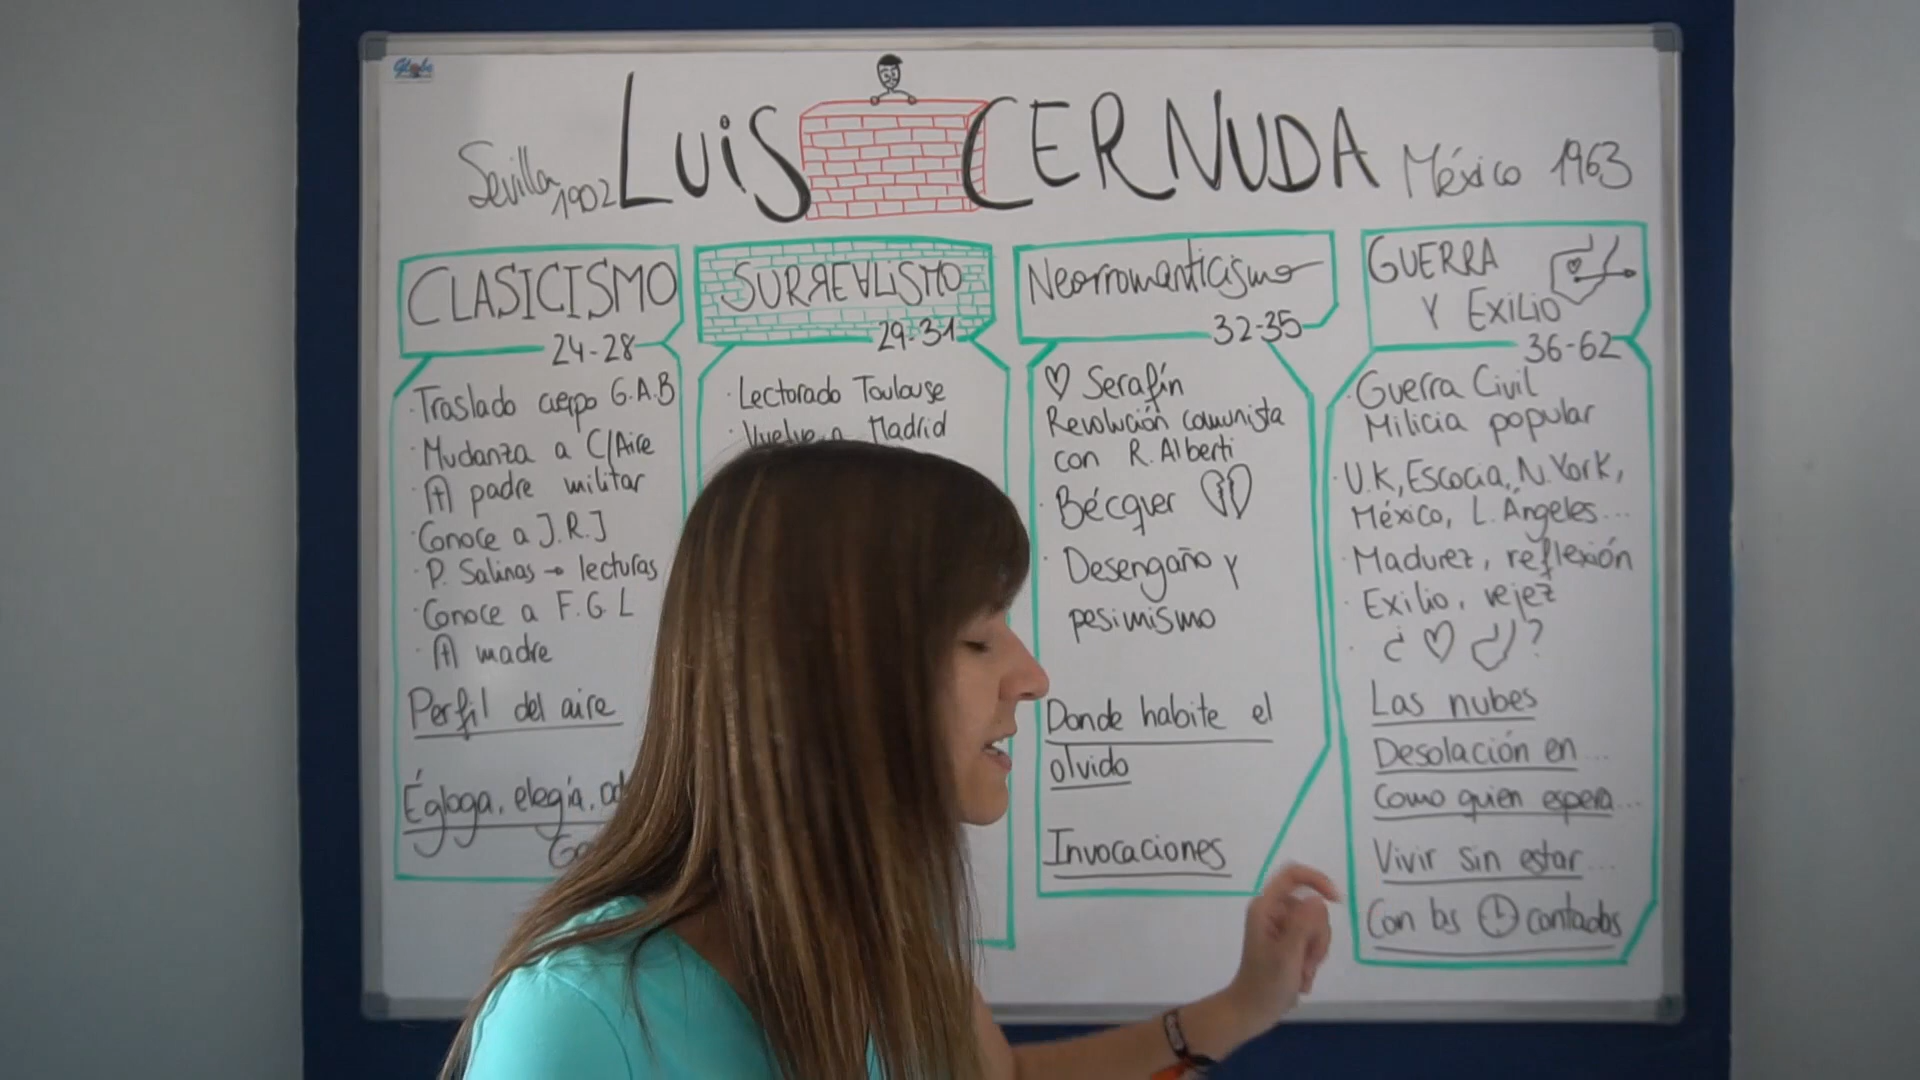 Globe
LUIS CERNUDA
Sevilla 1902
México 1963
CLASICISMO
24-28
· Traslado cuerpo G.A.B
· Mudanza a C/Aire
· padre militar
· Conoce a J.R.J
· P. Salinas → lecturas
· Conoce a F.G.L
· madre
Perfil del aire
Égloga, elegía,
SURREALISMO
29-31
· Lectorado Toulouse
· Vuelve a Madrid
Neorromanticismo
32-35
♡ Serafín
Revolución comunista
con R. Alberti
· Bécquer
· Desengaño y
pesimismo
Donde habite el
olvido
Invocaciones
GUERRA
Y EXILIO
36-62
· Guerra Civil
Milicia popular
· U.K, Escocia, N. York,
México, L. Ángeles...
· Madurez, reflexión
· Exilio, vejez
· ¿ ♡ ?
Las nubes
Desolación en ...
Como quien espera...
Vivir sin estar...
Con las contadas